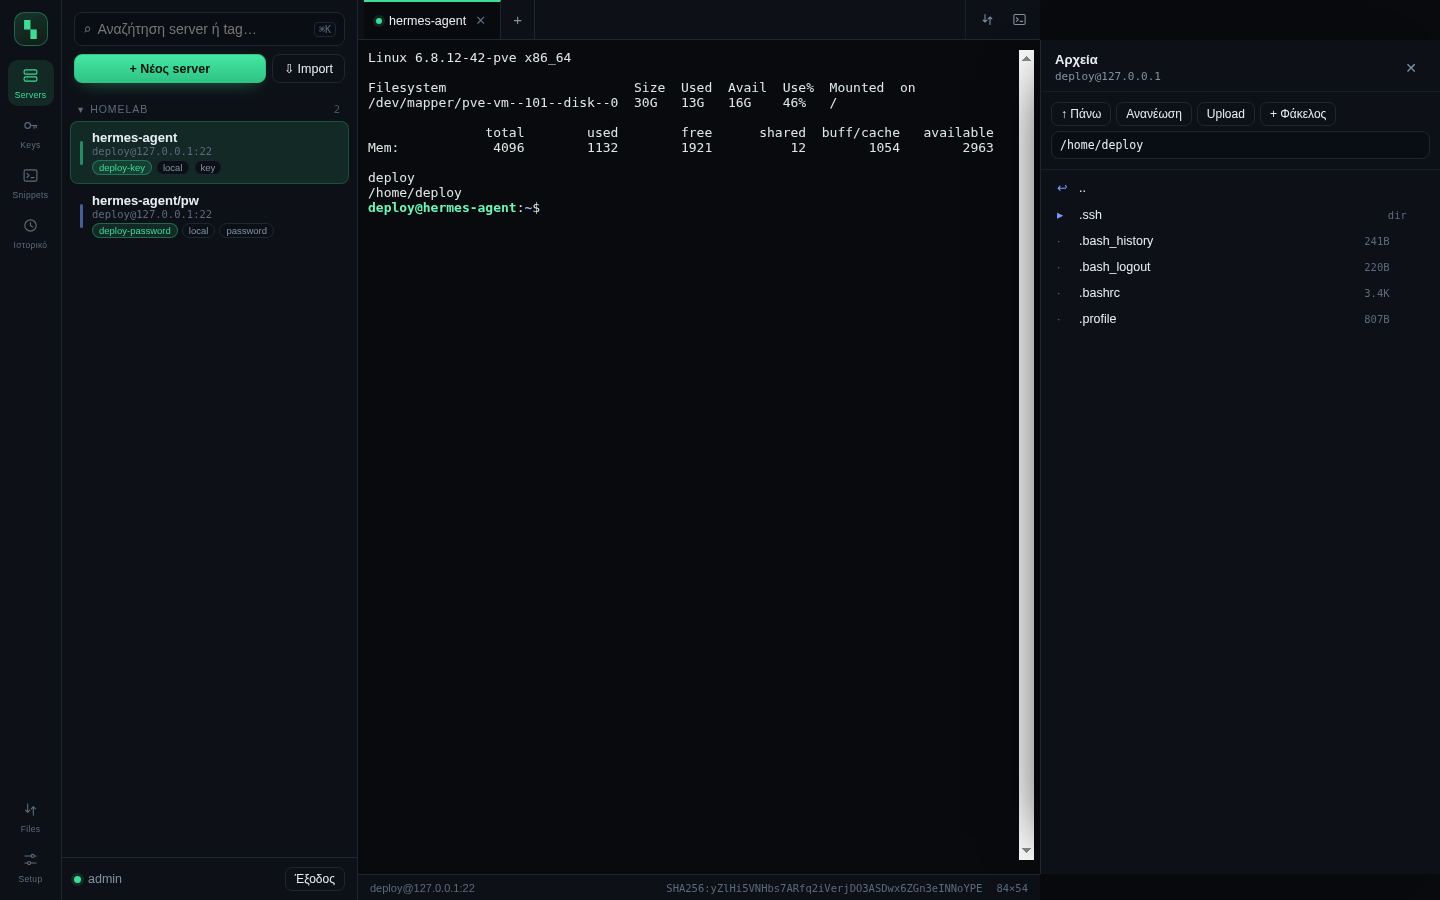 Αναζήτηση server ή tag… ⌘K
+ Νέος server ⇩ Import
Servers
Keys
Snippets
Ιστορικό
Files
Setup
▾ HOMELAB 2
hermes-agent
deploy@127.0.0.1:22
deploy-key local key
hermes-agent/pw
deploy@127.0.0.1:22
deploy-password local password
admin Έξοδος
hermes-agent ✕ +
Linux 6.8.12-42-pve x86_64
Filesystem Size Used Avail Use% Mounted on
/dev/mapper/pve-vm--101--disk--0 30G 13G 16G 46% /
total used free shared buff/cache available
Mem: 4096 1132 1921 12 1054 2963
deploy
/home/deploy
deploy@hermes-agent:~$
deploy@127.0.0.1:22 SHA256:yZlHi5VNHbs7ARfq2iVerjDO3ASDwx6ZGn3eINNoYPE 84×54
Αρχεία ✕
deploy@127.0.0.1
↑ Πάνω Ανανέωση Upload + Φάκελος
/home/deploy
↩ ..
▸ .ssh dir
· .bash_history 241B
· .bash_logout 220B
· .bashrc 3.4K
· .profile 807B